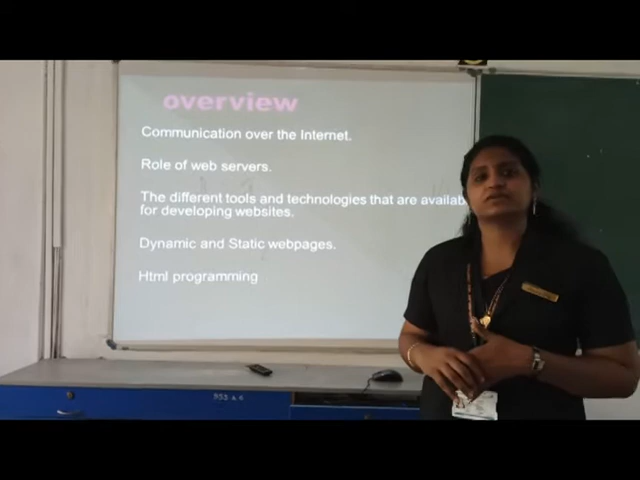 overview
Communication over the Internet.
Role of web servers.
The different tools and technologies that are availab
for developing websites.
Dynamic and Static webpages.
Html programming